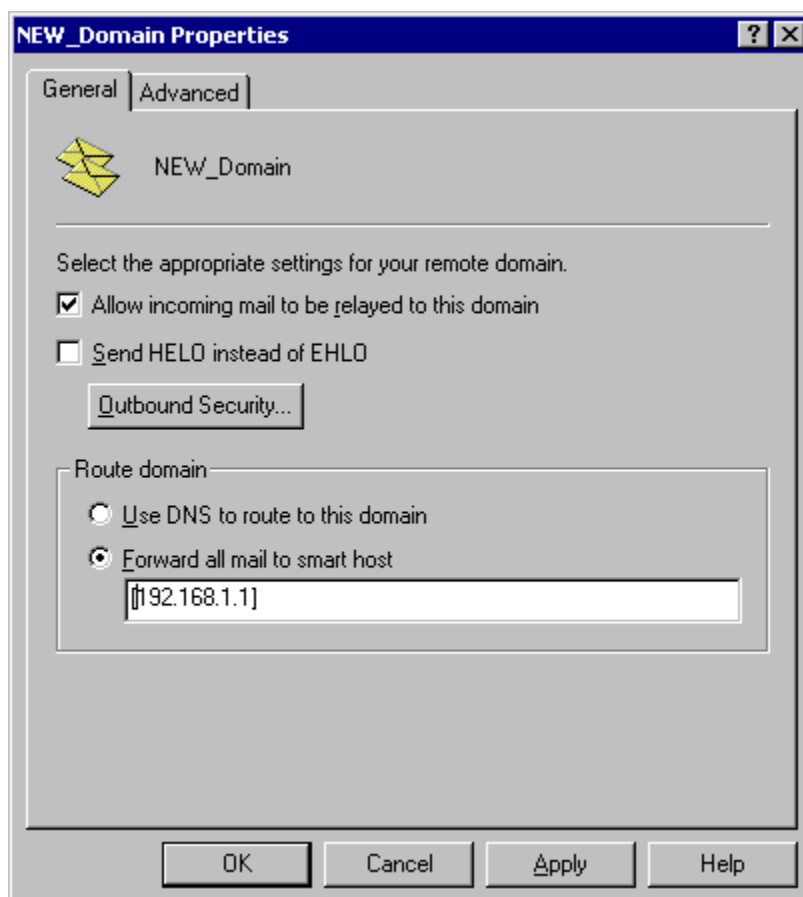 NEW_Domain Properties
General
Advanced
NEW_Domain
Select the appropriate settings for your remote domain.
Allow incoming mail to be relayed to this domain
Send HELO instead of EHLO
Outbound Security...
Route domain
Use DNS to route to this domain
Forward all mail to smart host
[192.168.1.1]
OK
Cancel
Apply
Help